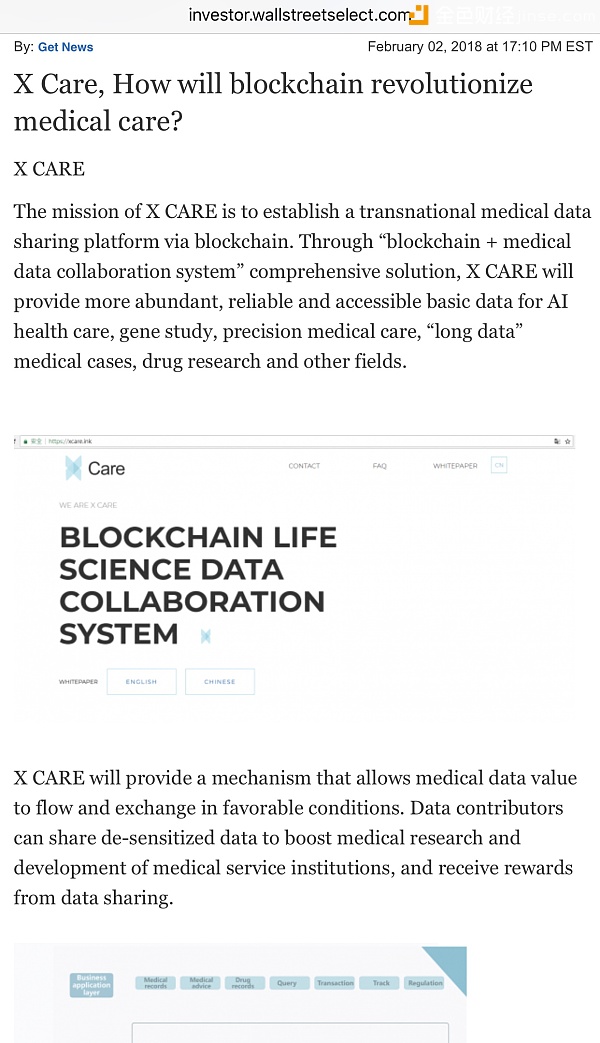 investor.wallstreetselect.com
金色财经
By: Get News
February 02, 2018 at 17:10 PM EST
X Care, How will blockchain revolutionize
medical care?
X CARE
The mission of X CARE is to establish a transnational medical data
sharing platform via blockchain. Through “blockchain + medical
data collaboration system” comprehensive solution, X CARE will
provide more abundant, reliable and accessible basic data for AI
health care, gene study, precision medical care, “long data”
medical cases, drug research and other fields.
安全 | https://xcare.ink
Care
CONTACT
FAQ
WHITEPAPER
CN
WE ARE X CARE
BLOCKCHAIN LIFE
SCIENCE DATA
COLLABORATION
SYSTEM
WHITEPAPER
ENGLISH
CHINESE
X CARE will provide a mechanism that allows medical data value
to flow and exchange in favorable conditions. Data contributors
can share de-sensitized data to boost medical research and
development of medical service institutions, and receive rewards
from data sharing.
Business
application
layer
Medical
records
Medical
advice
Drug
records
Query
Transaction
Track
Regulation